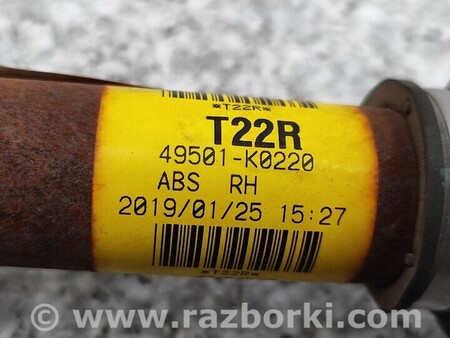 *T22R*
T22R
49501-K0220
ABS RH
2019/01/25 15:27
*T22R*
© www.razborki.com